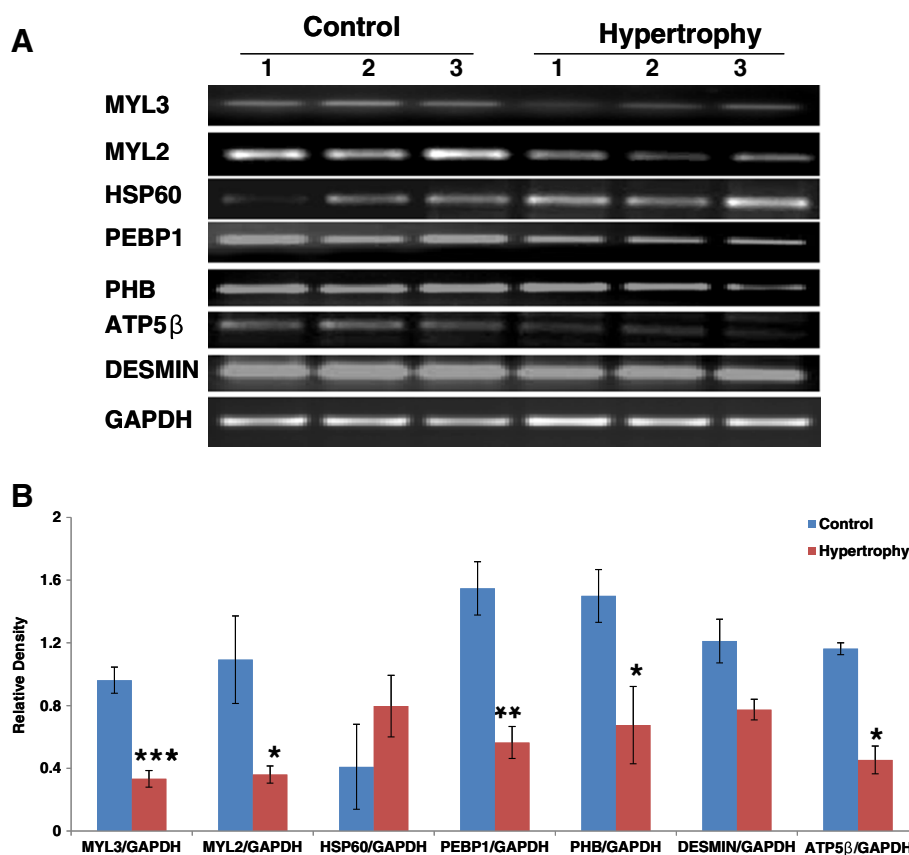 A
Control
Hypertrophy
1 2 3 1 2 3
MYL3
MYL2
HSP60
PEBP1
PHB
ATP5β
DESMIN
GAPDH
B
2
1.6
1.2
0.8
0.4
0
Relative Density
Control
Hypertrophy
***
*
**
*
*
MYL3/GAPDH MYL2/GAPDH HSP60/GAPDH PEBP1/GAPDH PHB/GAPDH DESMIN/GAPDH ATP5β/GAPDH